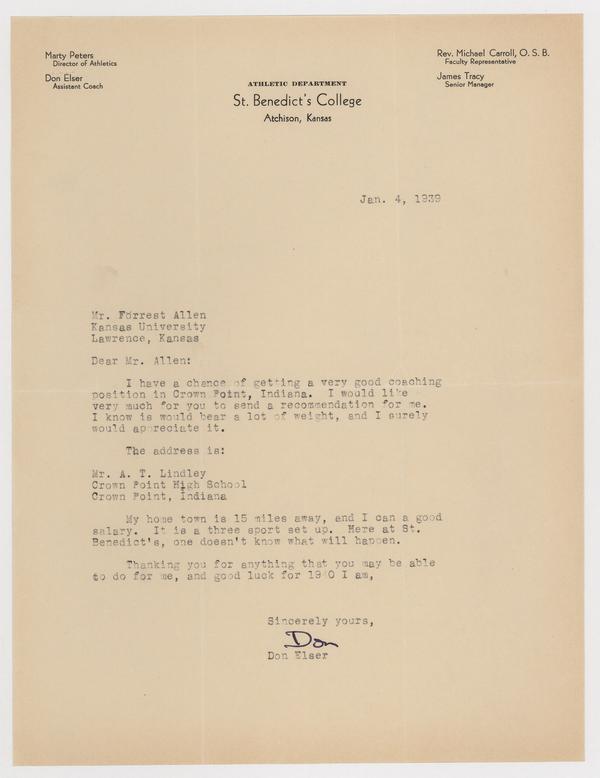 Marty Peters
Director of Athletics
Don Elser
Assistant Coach
Rev. Michael Carroll, O. S. B.
Faculty Representative
James Tracy
Senior Manager
ATHLETIC DEPARTMENT
St. Benedict's College
Atchison, Kansas
Jan. 4, 1939
Mr. Forrest Allen
Kansas University
Lawrence, Kansas
Dear Mr. Allen:
I have a chance of getting a very good coaching
position in Crown Point, Indiana. I would like
very much for you to send a recommendation for me.
I know is would bear a lot of weight, and I surely
would appreciate it.
The address is:
Mr. A. T. Lindley
Crown Point High School
Crown Point, Indiana
My home town is 15 miles away, and I can a good
salary. It is a three sport set up. Here at St.
Benedict's, one doesn't know what will happen.
Thanking you for anything that you may be able
to do for me, and good luck for 1940 I am,
Sincerely yours,
Don
Don Elser